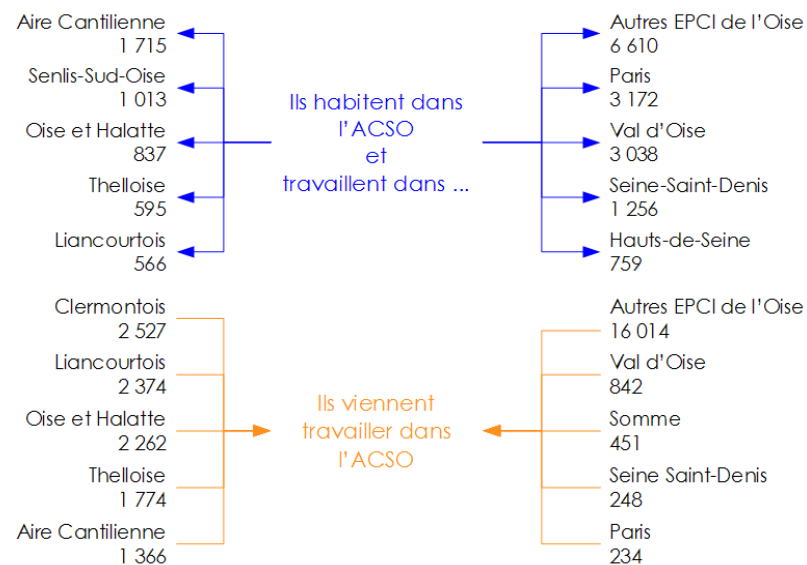 Aire Cantilienne
1 715
Senlis-Sud-Oise
1 013
Oise et Halatte
837
Thelloise
595
Liancourtois
566
Ils habitent dans
l'ACSO
et
travaillent dans ...
Autres EPCI de l'Oise
6 610
Paris
3 172
Val d'Oise
3 038
Seine-Saint-Denis
1 256
Hauts-de-Seine
759
Clermontois
2 527
Liancourtois
2 374
Oise et Halatte
2 262
Thelloise
1 774
Aire Cantilienne
1 366
Ils viennent
travailler dans
l'ACSO
Autres EPCI de l'Oise
16 014
Val d'Oise
842
Somme
451
Seine Saint-Denis
248
Paris
234